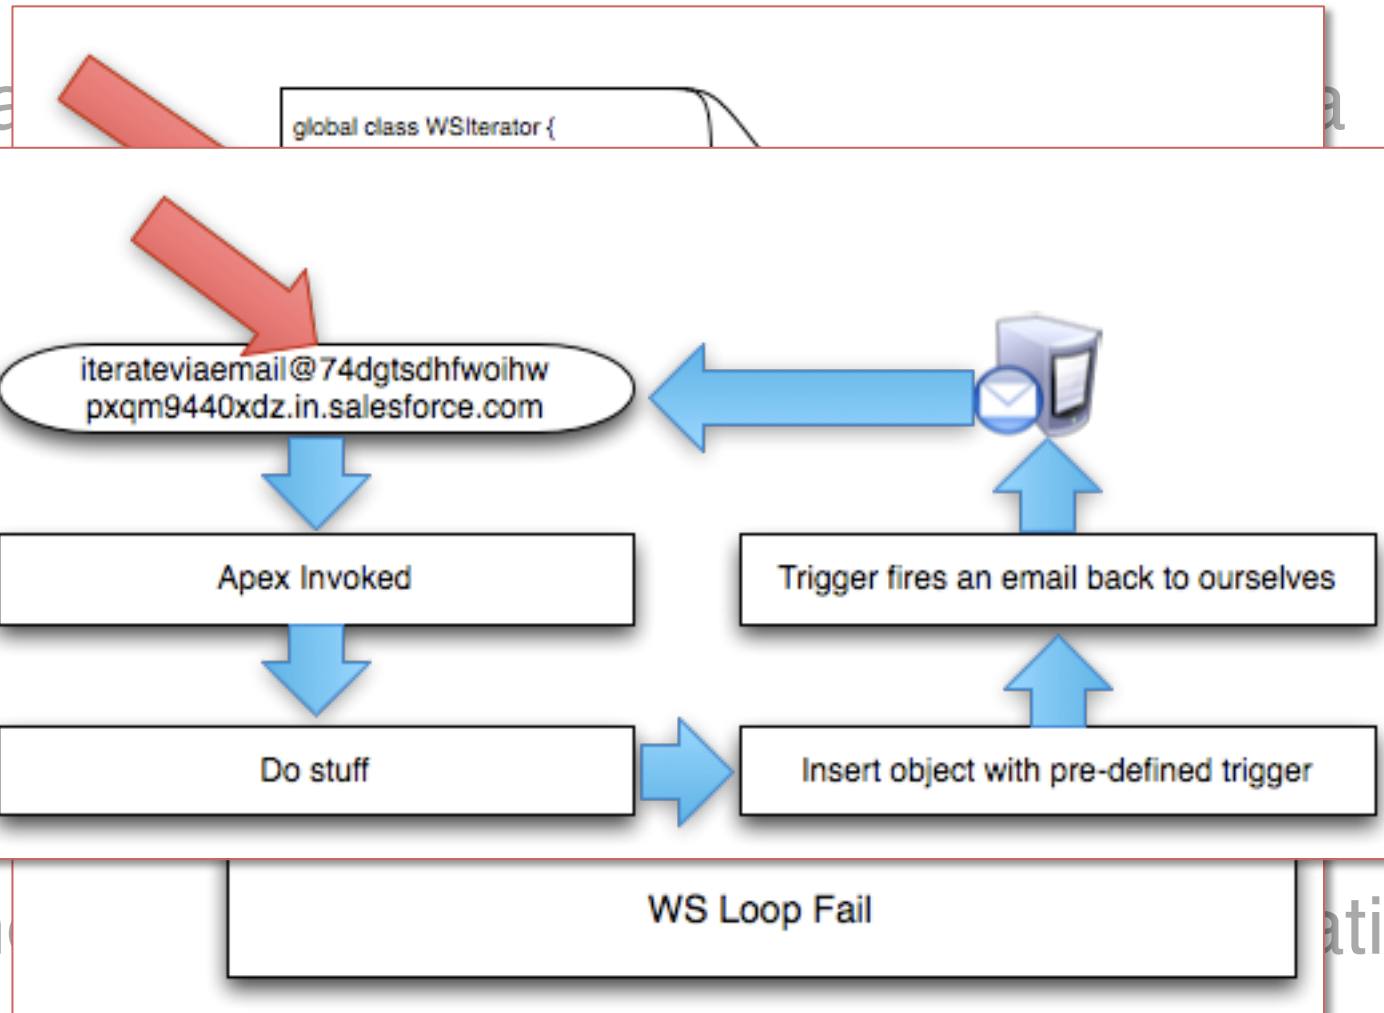 global class WSIterator {
iterateviaemail@74dgtsdhfwoihw
pxqm9440xdz.in.salesforce.com
Apex Invoked
Trigger fires an email back to ourselves
Do stuff
Insert object with pre-defined trigger
WS Loop Fail